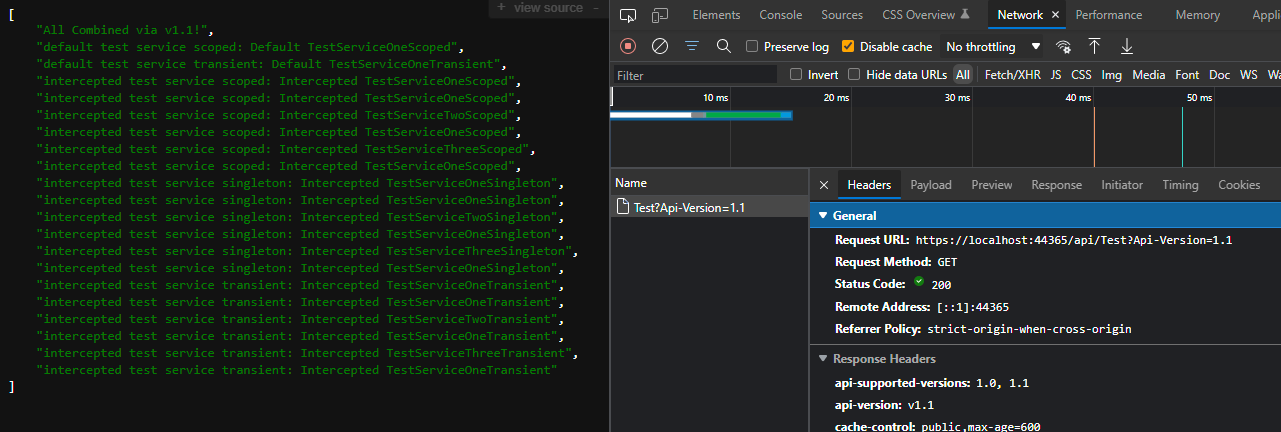 + view source -
[
"All Combined via v1.1!",
"default test service scoped: Default TestServiceOneScoped",
"default test service transient: Default TestServiceOneTransient",
"intercepted test service scoped: Intercepted TestServiceOneScoped",
"intercepted test service scoped: Intercepted TestServiceOneScoped",
"intercepted test service scoped: Intercepted TestServiceTwoScoped",
"intercepted test service scoped: Intercepted TestServiceOneScoped",
"intercepted test service scoped: Intercepted TestServiceThreeScoped",
"intercepted test service scoped: Intercepted TestServiceOneScoped",
"intercepted test service singleton: Intercepted TestServiceOneSingleton",
"intercepted test service singleton: Intercepted TestServiceOneSingleton",
"intercepted test service singleton: Intercepted TestServiceTwoSingleton",
"intercepted test service singleton: Intercepted TestServiceOneSingleton",
"intercepted test service singleton: Intercepted TestServiceThreeSingleton",
"intercepted test service singleton: Intercepted TestServiceOneSingleton",
"intercepted test service transient: Intercepted TestServiceOneTransient",
"intercepted test service transient: Intercepted TestServiceOneTransient",
"intercepted test service transient: Intercepted TestServiceTwoTransient",
"intercepted test service transient: Intercepted TestServiceOneTransient",
"intercepted test service transient: Intercepted TestServiceThreeTransient",
"intercepted test service transient: Intercepted TestServiceOneTransient"
]
Elements Console Sources CSS Overview Network Performance Memory Appli
Preserve log Disable cache No throttling
Filter Invert Hide data URLs All Fetch/XHR JS CSS Img Media Font Doc WS Wa
10 ms 20 ms 30 ms 40 ms 50 ms
Name
Test?Api-Version=1.1
Headers Payload Preview Response Initiator Timing Cookies
General
Request URL: https://localhost:44365/api/Test?Api-Version=1.1
Request Method: GET
Status Code: 200
Remote Address: [::1]:44365
Referrer Policy: strict-origin-when-cross-origin
Response Headers
api-supported-versions: 1.0, 1.1
api-version: v1.1
cache-control: public,max-age=600